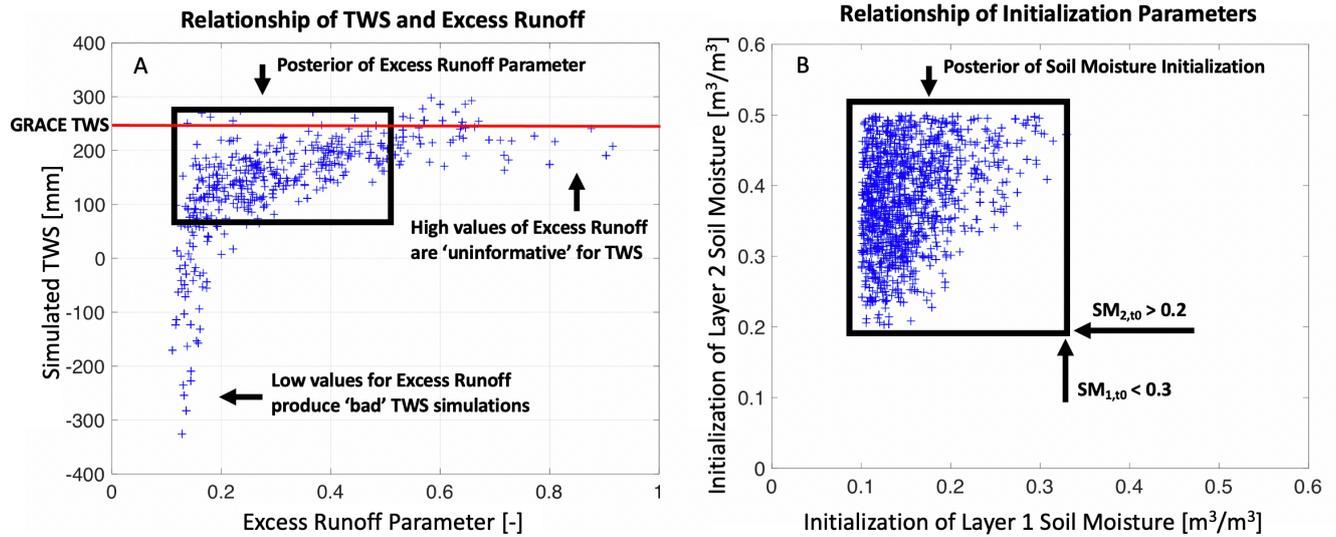 Relationship of TWS and Excess Runoff
A
Posterior of Excess Runoff Parameter
GRACE TWS
400
300
200
100
0
-100
-200
-300
-400
Simulated TWS [mm]
High values of Excess Runoff
are ‘uninformative’ for TWS
Low values for Excess Runoff
produce ‘bad’ TWS simulations
0 0.2 0.4 0.6 0.8 1
Excess Runoff Parameter [-]
Relationship of Initialization Parameters
B
Posterior of Soil Moisture Initialization
0.6
0.5
0.4
0.3
0.2
0.1
0
Initialization of Layer 2 Soil Moisture [m³/m³]
SM₂,t0 > 0.2
SM₁,t0 < 0.3
0 0.1 0.2 0.3 0.4 0.5 0.6
Initialization of Layer 1 Soil Moisture [m³/m³]